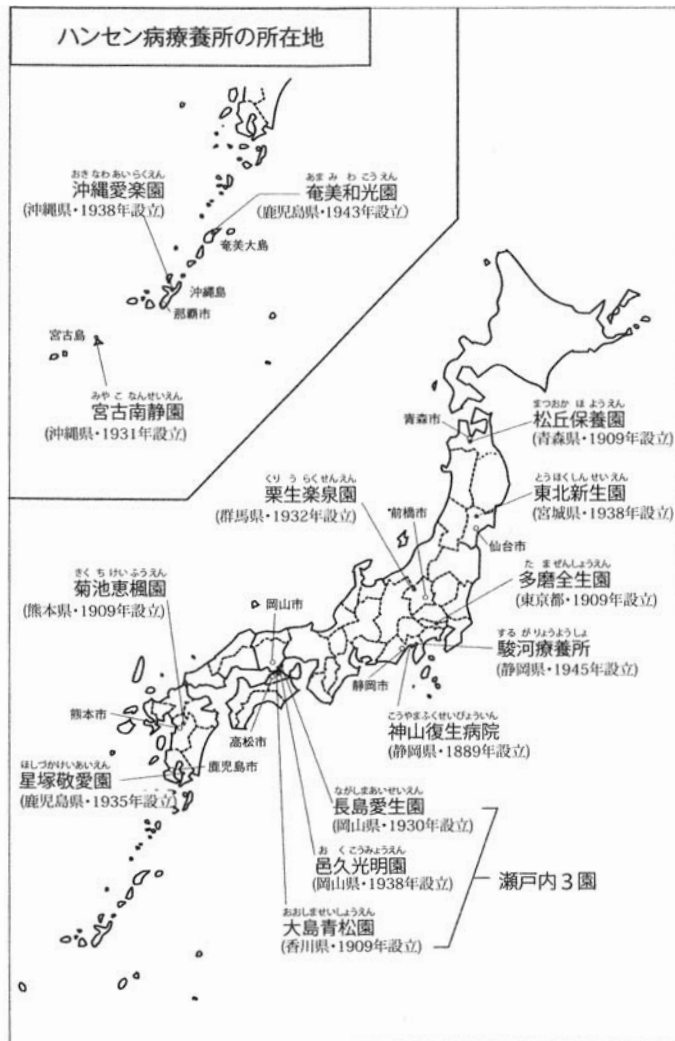 ハンセン病療養所の所在地
おきなわあいらくえん
沖縄愛楽園
(沖縄県・1938年設立)
あまみわこうえん
奄美和光園
(鹿児島県・1943年設立)
奄美大島
沖縄島
那覇市
宮古島
みやこなんせいえん
宮古南静園
(沖縄県・1931年設立)
青森市
まつおかほようえん
松丘保養園
(青森県・1909年設立)
くりうらくせんえん
栗生楽泉園
(群馬県・1932年設立)
前橋市
とうほくしんせいえん
東北新生園
(宮城県・1938年設立)
仙台市
きくちけいふうえん
菊池恵楓園
(熊本県・1909年設立)
岡山市
たまぜんしょうえん
多磨全生園
(東京都・1909年設立)
するがりょうようしょ
駿河療養所
(静岡県・1945年設立)
静岡市
こうやまふくせいびょういん
神山復生病院
(静岡県・1889年設立)
熊本市
高松市
ほしづかけいあいえん
星塚敬愛園
(鹿児島県・1935年設立)
鹿児島市
ながしまあいせいえん
長島愛生園
(岡山県・1930年設立)
おくこうみょうえん
邑久光明園
(岡山県・1938年設立)
瀬戸内3園
おおしませいしょうえん
大島青松園
(香川県・1909年設立)